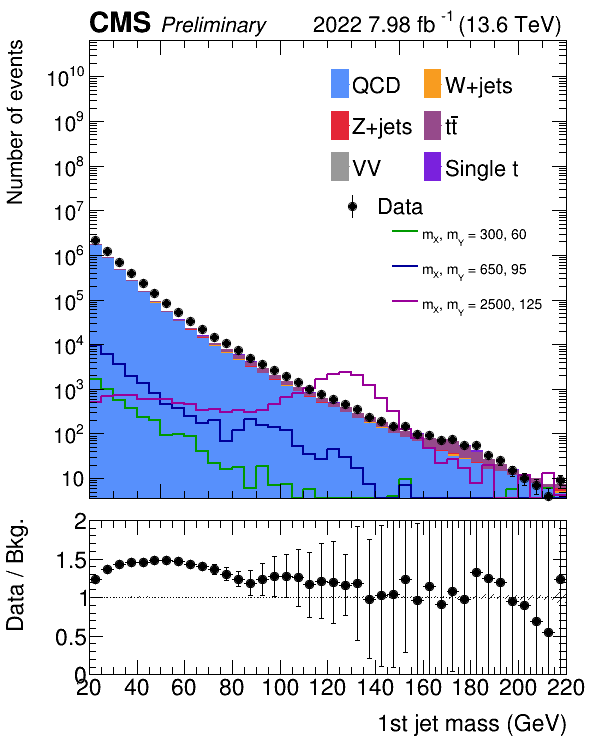 CMS Preliminary 2022 7.98 fb⁻¹ (13.6 TeV)
Number of events
10¹⁰
10⁹
10⁸
10⁷
10⁶
10⁵
10⁴
10³
10²
10
QCD W+jets
Z+jets tt̄
VV Single t
Data
mX, mY = 300, 60
mX, mY = 650, 95
mX, mY = 2500, 125
Data / Bkg.
2
1.5
1
0.5
0
20 40 60 80 100 120 140 160 180 200 220
1st jet mass (GeV)